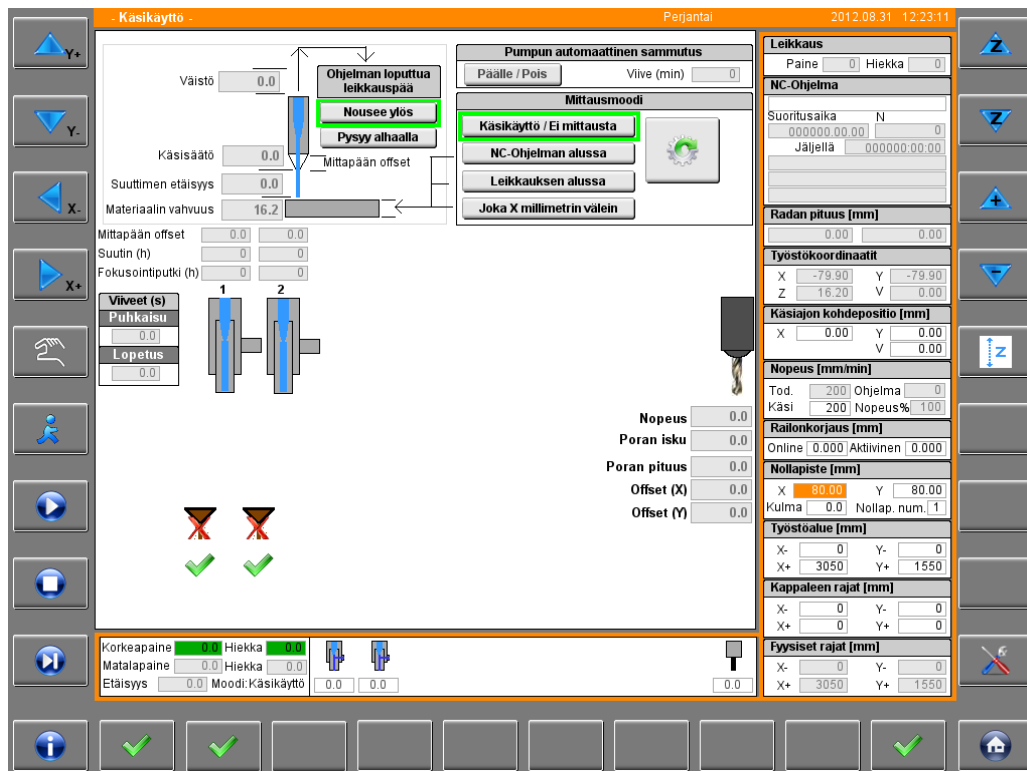 - Käsikäyttö - Perjantai 2012.08.31 12:23:11
Y+
Y-
X-
X+
Z
Z
Z
Väistö 0.0
Käsisäätö 0.0
Suuttimen etäisyys 0.0
Materiaalin vahvuus 16.2
Mittapään offset
Ohjelman loputtua
leikkauspää
Nousee ylös
Pysyy alhaalla
Pumpun automaattinen sammutus
Päälle / Pois Viive (min) 0
Mittausmoodi
Käsikäyttö / Ei mittausta
NC-Ohjelman alussa
Leikkauksen alussa
Joka X millimetrin välein
Mittapään offset 0.0 0.0
Suutin (h) 0 0
Fokusointiputki (h) 0 0
1 2
Viiveet (s)
Puhkaisu
0.0
Lopetus
0.0
Nopeus 0.0
Poran isku 0.0
Poran pituus 0.0
Offset (X) 0.0
Offset (Y) 0.0
Leikkaus
Paine 0 Hiekka 0
NC-Ohjelma
Suoritusaika N
000000.00.00 0
Jäljellä 000000:00:00
Radan pituus [mm]
0.00 0.00
Työstökoordinaatit
X -79.90 Y -79.90
Z 16.20 V 0.00
Käsiajon kohdepositio [mm]
X 0.00 Y 0.00
V 0.00
Nopeus [mm/min]
Tod. 200 Ohjelma 0
Käsi 200 Nopeus% 100
Railonkorjaus [mm]
Online 0.000 Aktiivinen 0.000
Nollapiste [mm]
X 80.00 Y 80.00
Kulma 0.0 Nollap. num. 1
Työstöalue [mm]
X- 0 Y- 0
X+ 3050 Y+ 1550
Kappaleen rajat [mm]
X- 0 Y- 0
X+ 0 Y+ 0
Fyysiset rajat [mm]
X- 0 Y- 0
X+ 3050 Y+ 1550
Korkeapaine 0.0 Hiekka 0.0
Matalapaine 0.0 Hiekka 0.0
Etäisyys 0.0 Moodi: Käsikäyttö 0.0 0.0 0.0